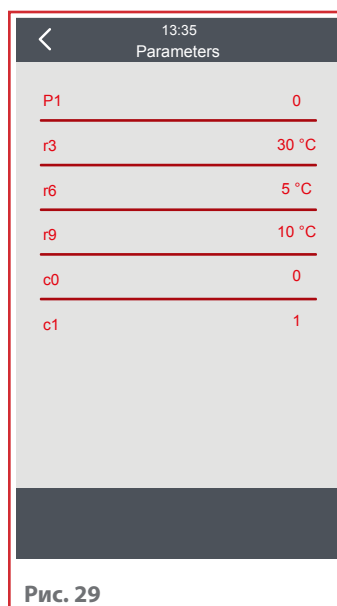 13:35
Parameters
P1 0
r3 30 °C
r6 5 °C
r9 10 °C
c0 0
c1 1
Рис. 29